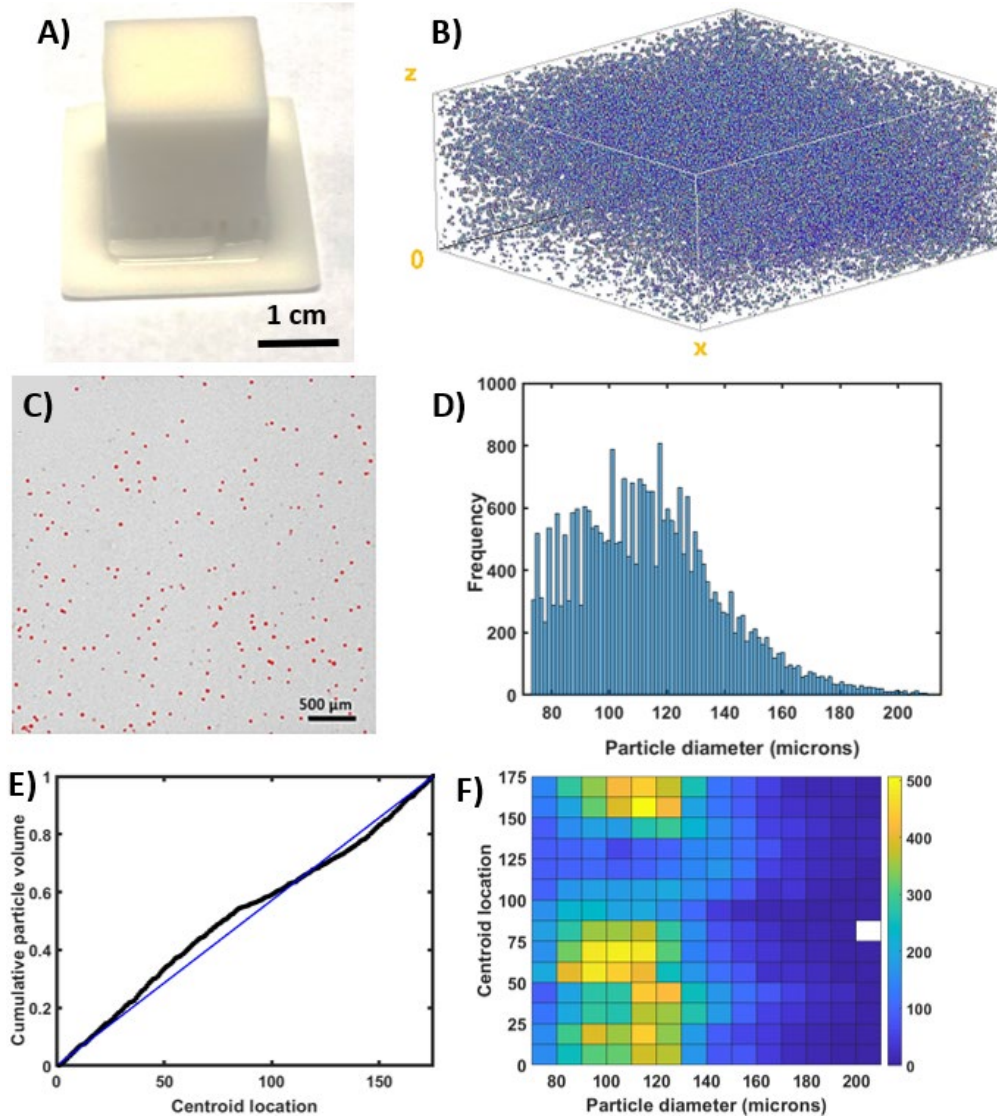 A)
1 cm
B)
z
0
x
C)
500 µm
D)
1000
800
600
400
200
0
Frequency
80 100 120 140 160 180 200
Particle diameter (microns)
E)
1
0.8
0.6
0.4
0.2
0
Cumulative particle volume
0 50 100 150
Centroid location
F)
175
150
125
100
75
50
25
0
Centroid location
80 100 120 140 160 180 200
Particle diameter (microns)
500
400
300
200
100
0